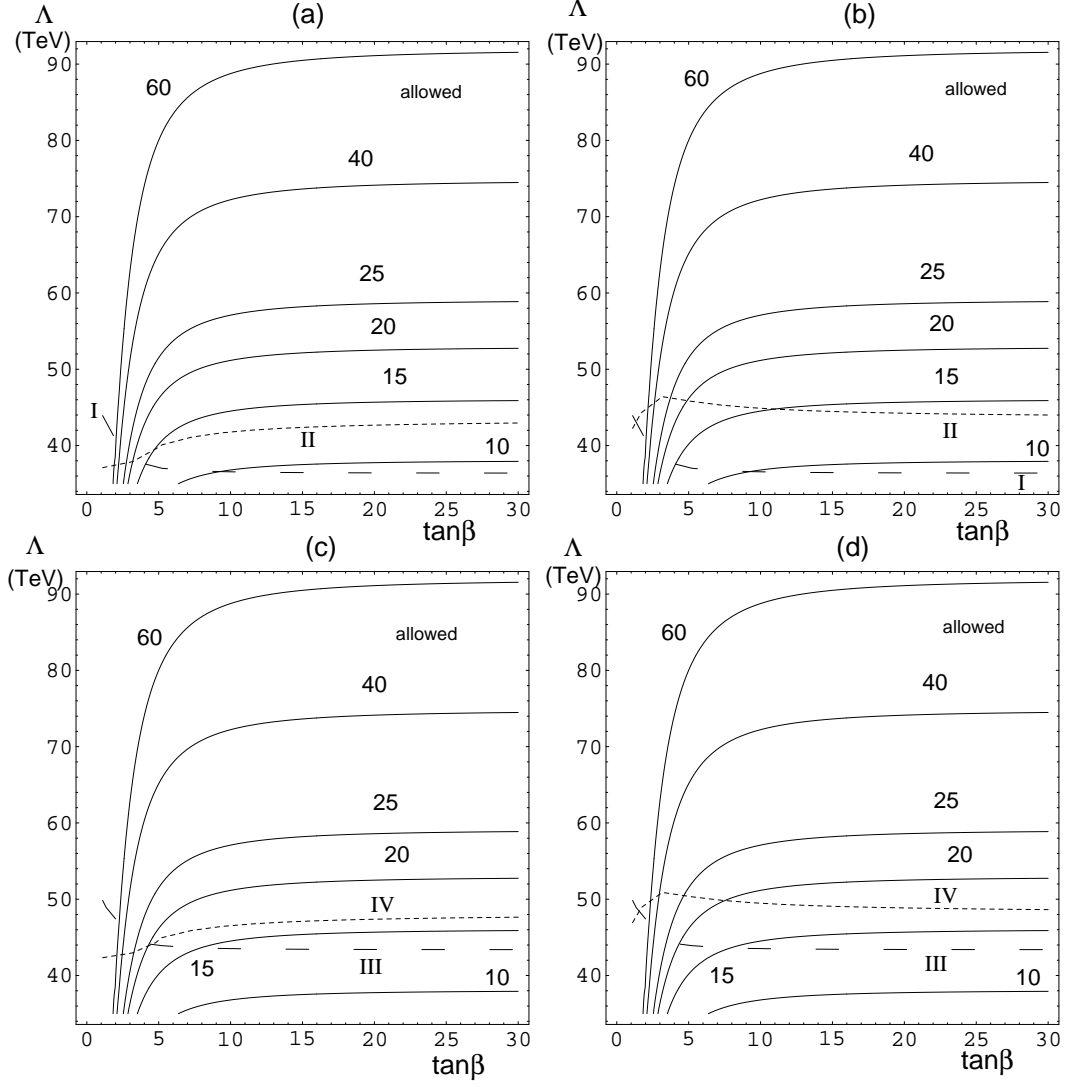 Λ (a) Λ (b)
(TeV) (TeV)
90 90
60 allowed 60 allowed
80 80
40 40
70 70
25 25
60 60
20 20
50 15 50 15
I II II
40 10 40 10
I
0 5 10 15 20 25 30 0 5 10 15 20 25 30
tanβ tanβ
Λ (c) Λ (d)
(TeV) (TeV)
90 90
60 allowed 60 allowed
40 40
80 80
70 70
25 25
60 60
20 20
50 IV 50 IV
15 III 10 15 III 10
40 40
0 5 10 15 20 25 30 0 5 10 15 20 25 30
tanβ tanβ